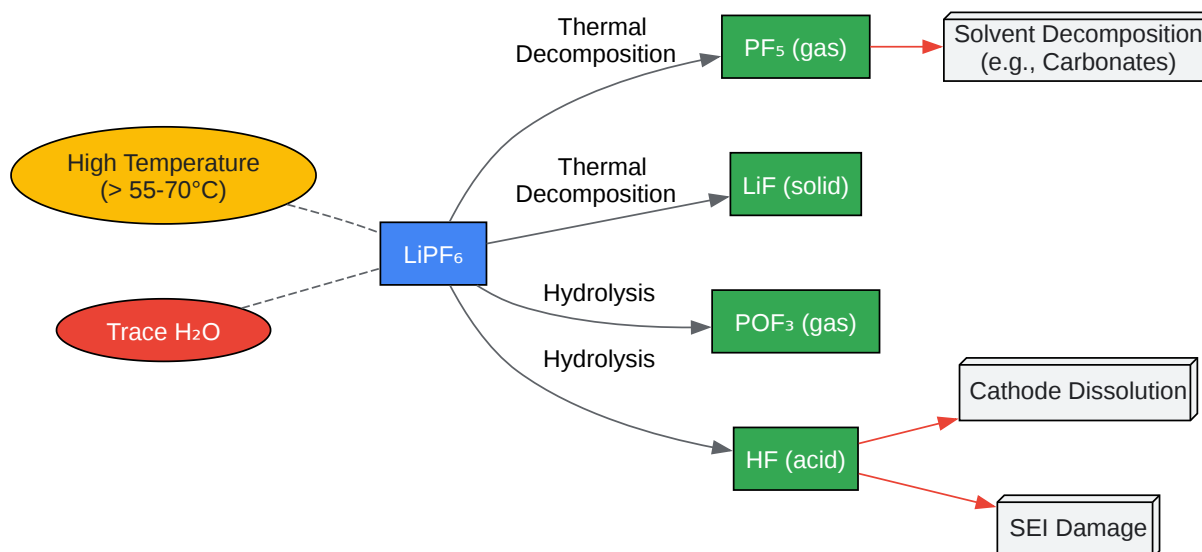 Thermal
Decomposition
PF₅ (gas)
Solvent Decomposition
(e.g., Carbonates)
High Temperature
(> 55-70°C)
Thermal
Decomposition
LiF (solid)
LiPF₆
Hydrolysis
POF₃ (gas)
Trace H₂O
Hydrolysis
Cathode Dissolution
HF (acid)
SEI Damage